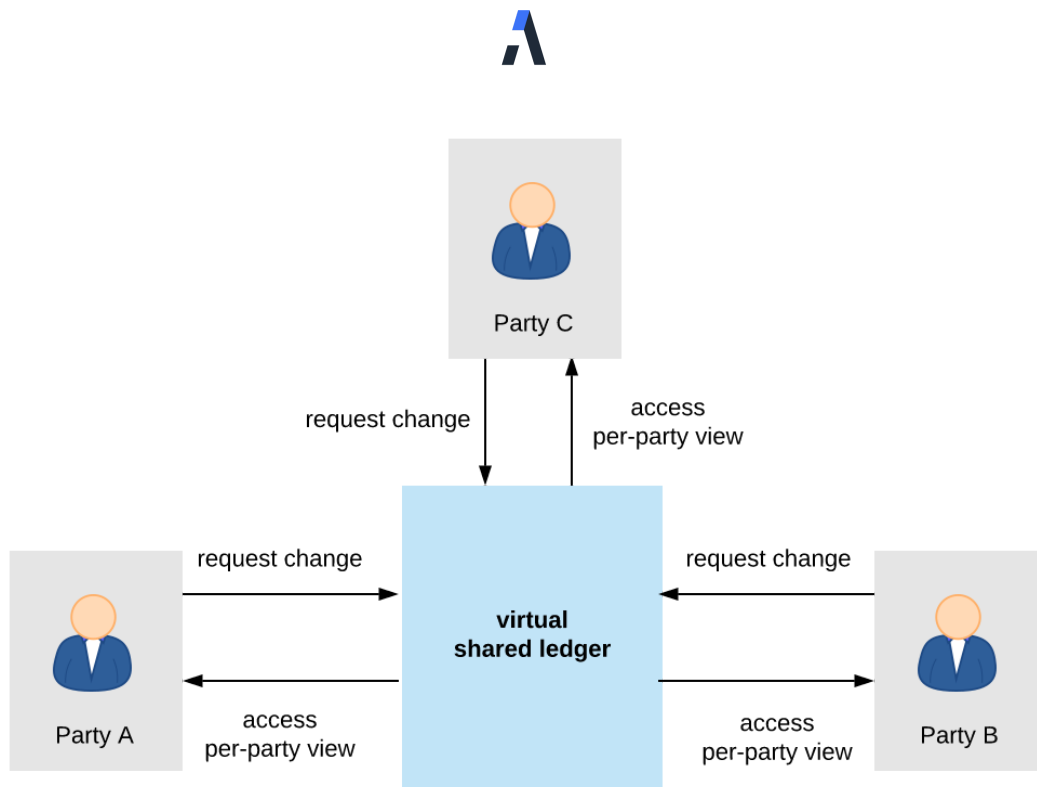 Party C
request change
access
per-party view
request change
request change
virtual
shared ledger
Party A
access
per-party view
access
per-party view
Party B